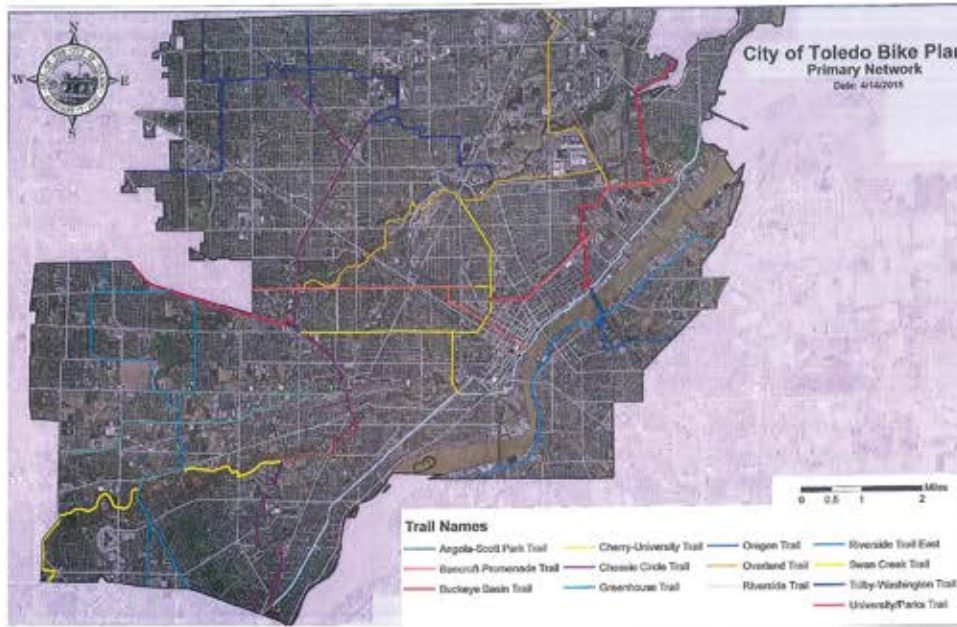 N
W E
S
City of Toledo Bike Plan
Primary Network
Date: 4/14/2015
0 0.5 1 2 Miles
Trail Names
Angola-Scott Park Trail
Bancroft-Promenade Trail
Buckeye Basin Trail
Cherry-University Trail
Chessie Circle Trail
Greenhouse Trail
Oregon Trail
Overland Trail
Riverside Trail
Riverside Trail East
Swan Creek Trail
Tilby-Washington Trail
University/Parks Trail